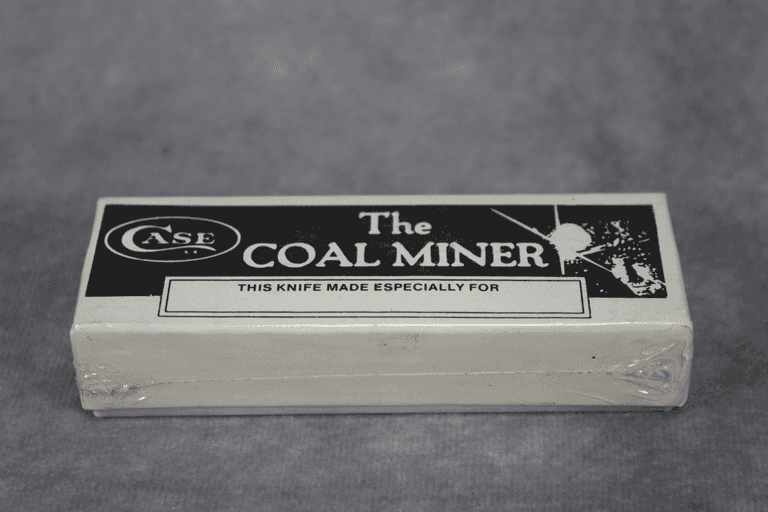 CASE
The
COAL MINER
THIS KNIFE MADE ESPECIALLY FOR